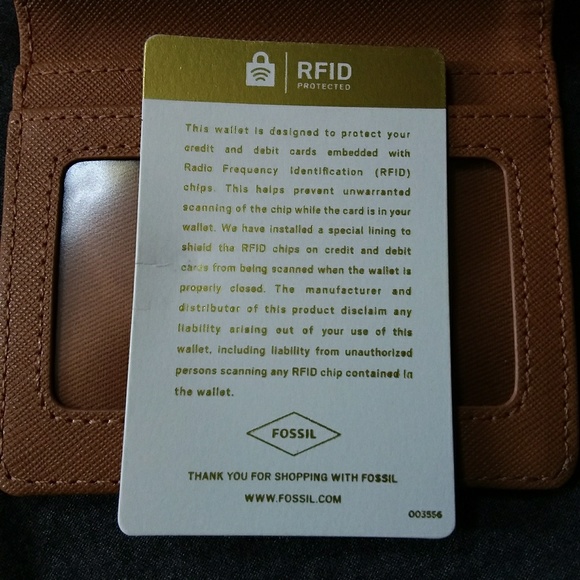 RFID
PROTECTED
This wallet is designed to protect your
credit and debit cards embedded with
Radio Frequency Identification (RFID)
chips. This helps prevent unwarranted
scanning of the chip while the card is in your
wallet. We have installed a special lining to
shield the RFID chips on credit and debit
cards from being scanned when the wallet is
properly closed. The manufacturer and
distributor of this product disclaim any
liability arising out of your use of this
wallet, including liability from unauthorized
persons scanning any RFID chip contained in
the wallet.
FOSSIL
THANK YOU FOR SHOPPING WITH FOSSIL
WWW.FOSSIL.COM
003556